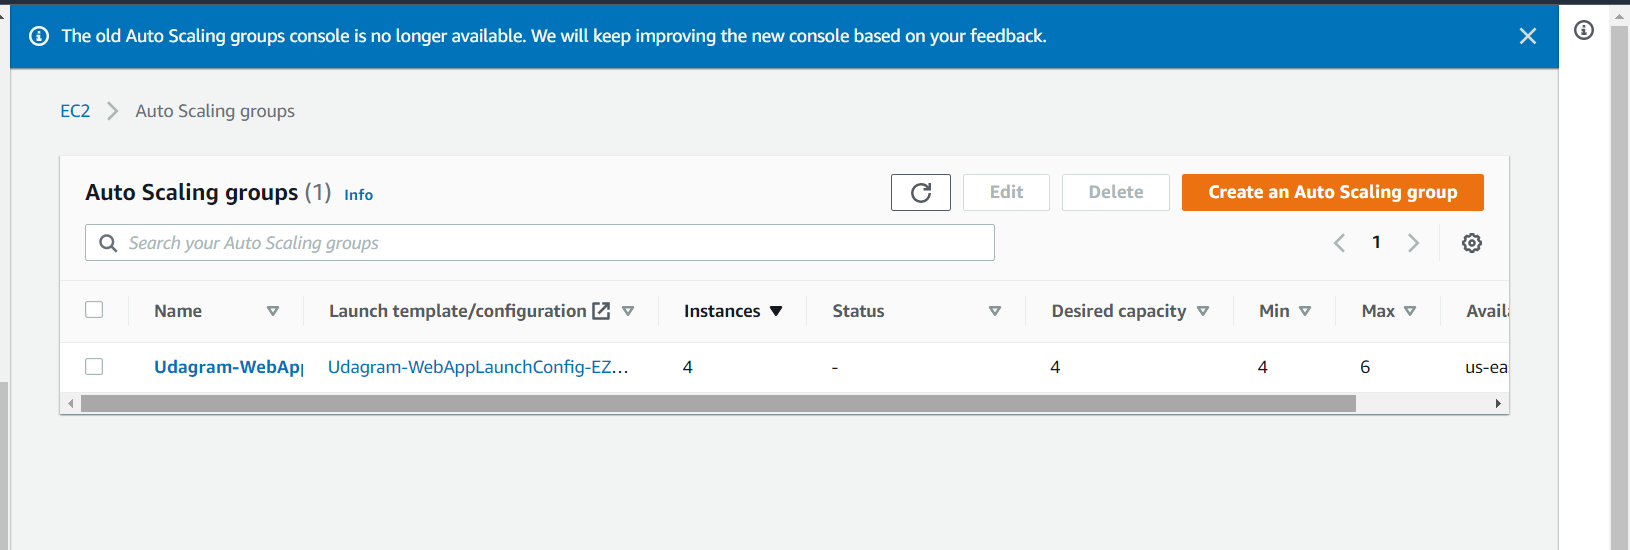 The old Auto Scaling groups console is no longer available. We will keep improving the new console based on your feedback.
EC2 Auto Scaling groups
Auto Scaling groups (1) Info Edit Delete Create an Auto Scaling group
Search your Auto Scaling groups 1
Name Launch template/configuration Instances Status Desired capacity Min Max Avail
Udagram-WebApp Udagram-WebAppLaunchConfig-EZ... 4 - 4 4 6 us-ea